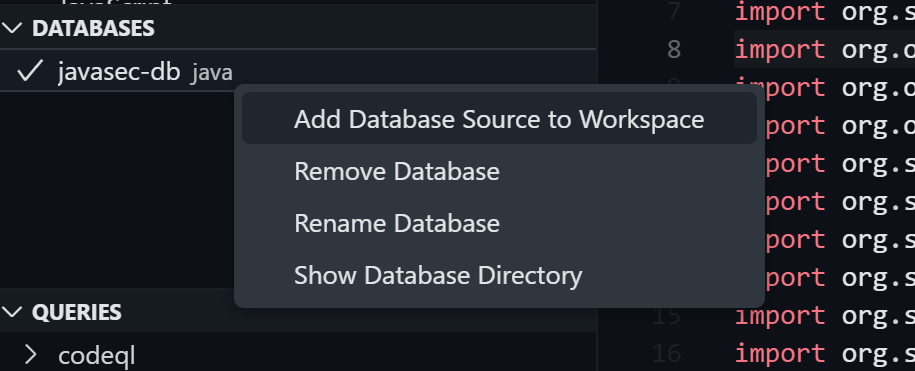 DATABASES
javasec-db java
Add Database Source to Workspace
Remove Database
Rename Database
Show Database Directory
QUERIES
codeql
7 import org.s
8 import org.o
9 import org.o
import org.o
port org.s
port org.s
port org.s
port org.s
15 import org.s
16 import org.s